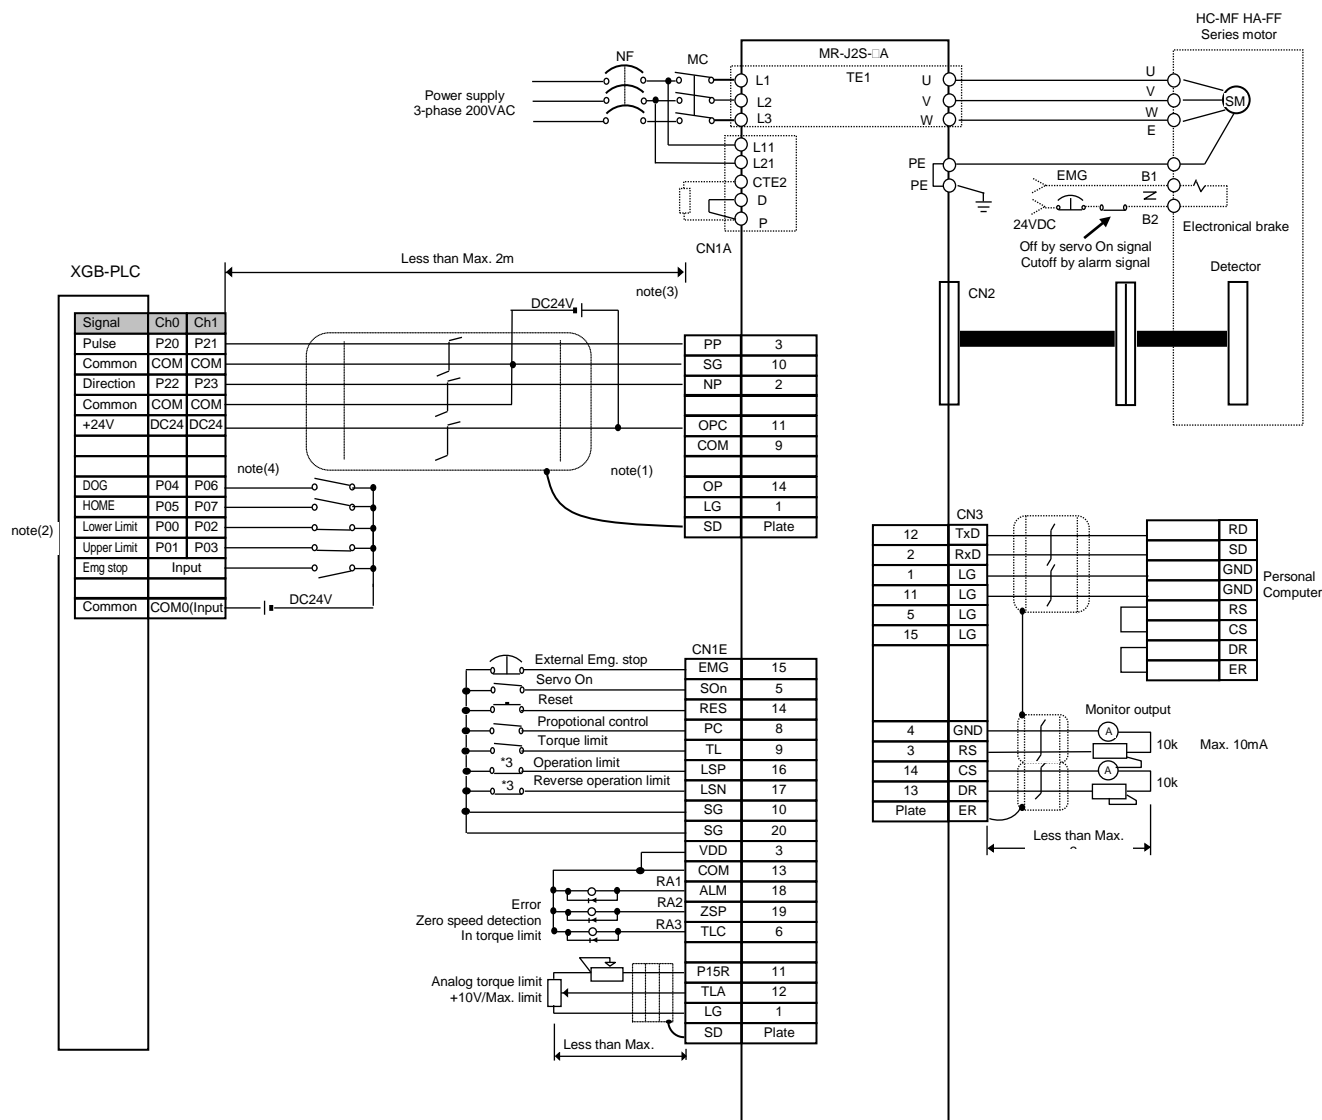 HC-MF HA-FF
Series motor
MR-J2S-□A
TE1
NF
MC
Power supply
3-phase 200VAC
L1
L2
L3
L11
L21
CTE2
D
P
U
V
W
PE
PE
U
V
W
E
SM
EMG
B1
24VDC
B2
Z
Electronical brake
Off by servo On signal
Cutoff by alarm signal
Detector
CN1A
CN2
XGB-PLC
Less than Max. 2m
note(3)
DC24V
Signal Ch0 Ch1
Pulse P20 P21
Common COM COM
Direction P22 P23
Common COM COM
+24V DC24 DC24
DOG P04 P06
HOME P05 P07
Lower Limit P00 P02
Upper Limit P01 P03
Emg stop Input
Common COM0(Input
note(2)
note(4)
note(1)
DC24V
PP 3
SG 10
NP 2
OPC 11
COM 9
OP 14
LG 1
SD Plate
CN3
12 TxD
2 RxD
1 LG
11 LG
5 LG
15 LG
4 GND
3 RS
14 CS
13 DR
Plate ER
RD
SD
GND
GND
RS
CS
DR
ER
Personal
Computer
Monitor output
A
10k
Max. 10mA
A
10k
Less than Max.
CN1E
External Emg. stop
Servo On
Reset
Propotional control
Torque limit
*3 Operation limit
*3 Reverse operation limit
EMG 15
SOn 5
RES 14
PC 8
TL 9
LSP 16
LSN 17
SG 10
SG 20
VDD 3
COM 13
ALM 18
ZSP 19
TLC 6
P15R 11
TLA 12
LG 1
SD Plate
RA1
RA2
RA3
Error
Zero speed detection
In torque limit
Analog torque limit
+10V/Max. limit
Less than Max.